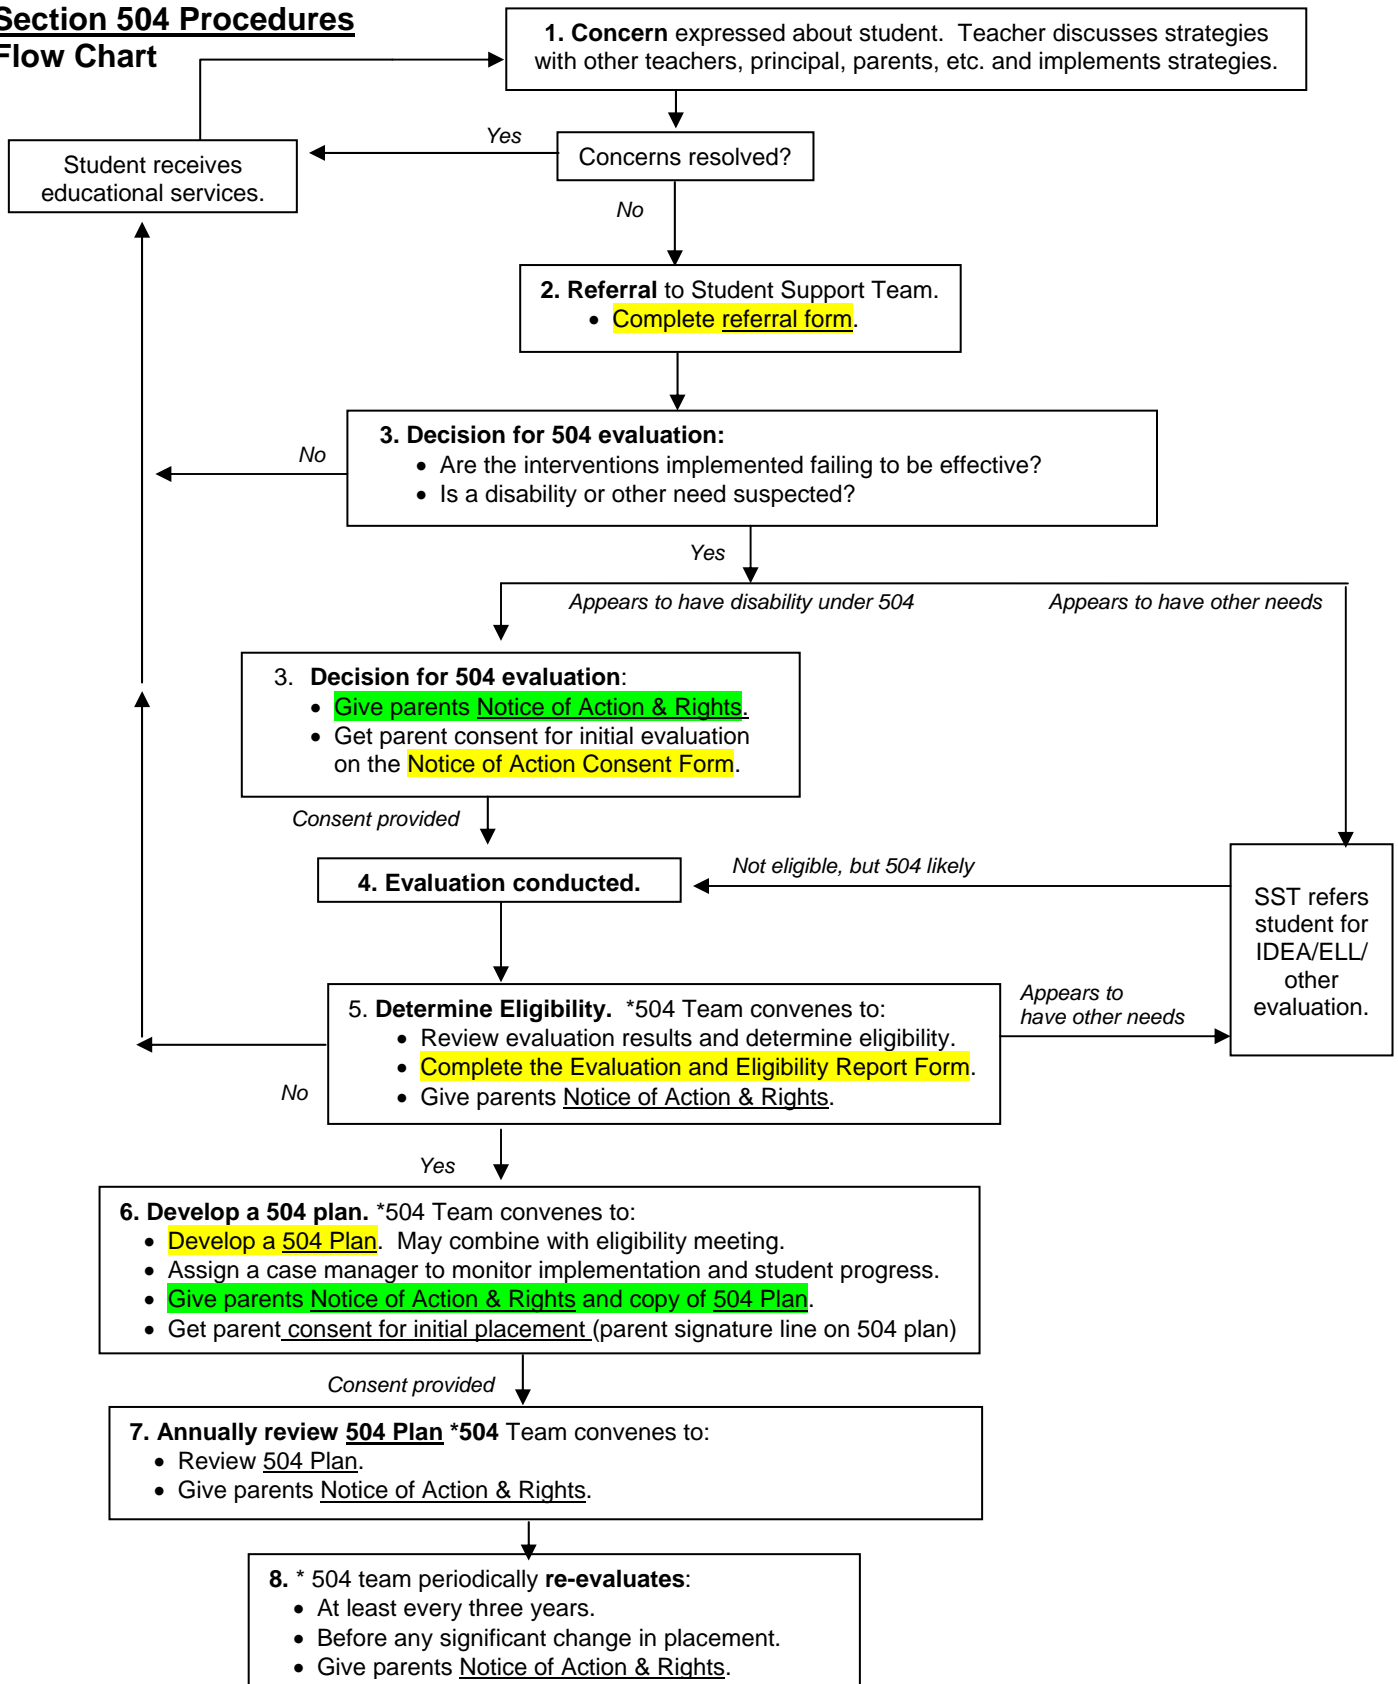 Section 504 Procedures
Flow Chart
1. Concern expressed about student. Teacher discusses strategies
with other teachers, principal, parents, etc. and implements strategies.
Yes
Concerns resolved?
Student receives
educational services.
No
2. Referral to Student Support Team.
• Complete referral form.
3. Decision for 504 evaluation:
• Are the interventions implemented failing to be effective?
• Is a disability or other need suspected?
No
Yes
Appears to have disability under 504
Appears to have other needs
3. Decision for 504 evaluation:
• Give parents Notice of Action & Rights.
• Get parent consent for initial evaluation
on the Notice of Action Consent Form.
Consent provided
4. Evaluation conducted.
Not eligible, but 504 likely
SST refers
student for
IDEA/ELL/
other
evaluation.
5. Determine Eligibility. *504 Team convenes to:
• Review evaluation results and determine eligibility.
• Complete the Evaluation and Eligibility Report Form.
• Give parents Notice of Action & Rights.
Appears to
have other needs
No
Yes
6. Develop a 504 plan. *504 Team convenes to:
• Develop a 504 Plan. May combine with eligibility meeting.
• Assign a case manager to monitor implementation and student progress.
• Give parents Notice of Action & Rights and copy of 504 Plan.
• Get parent consent for initial placement (parent signature line on 504 plan)
Consent provided
7. Annually review 504 Plan *504 Team convenes to:
• Review 504 Plan.
• Give parents Notice of Action & Rights.
8. * 504 team periodically re-evaluates:
• At least every three years.
• Before any significant change in placement.
• Give parents Notice of Action & Rights.